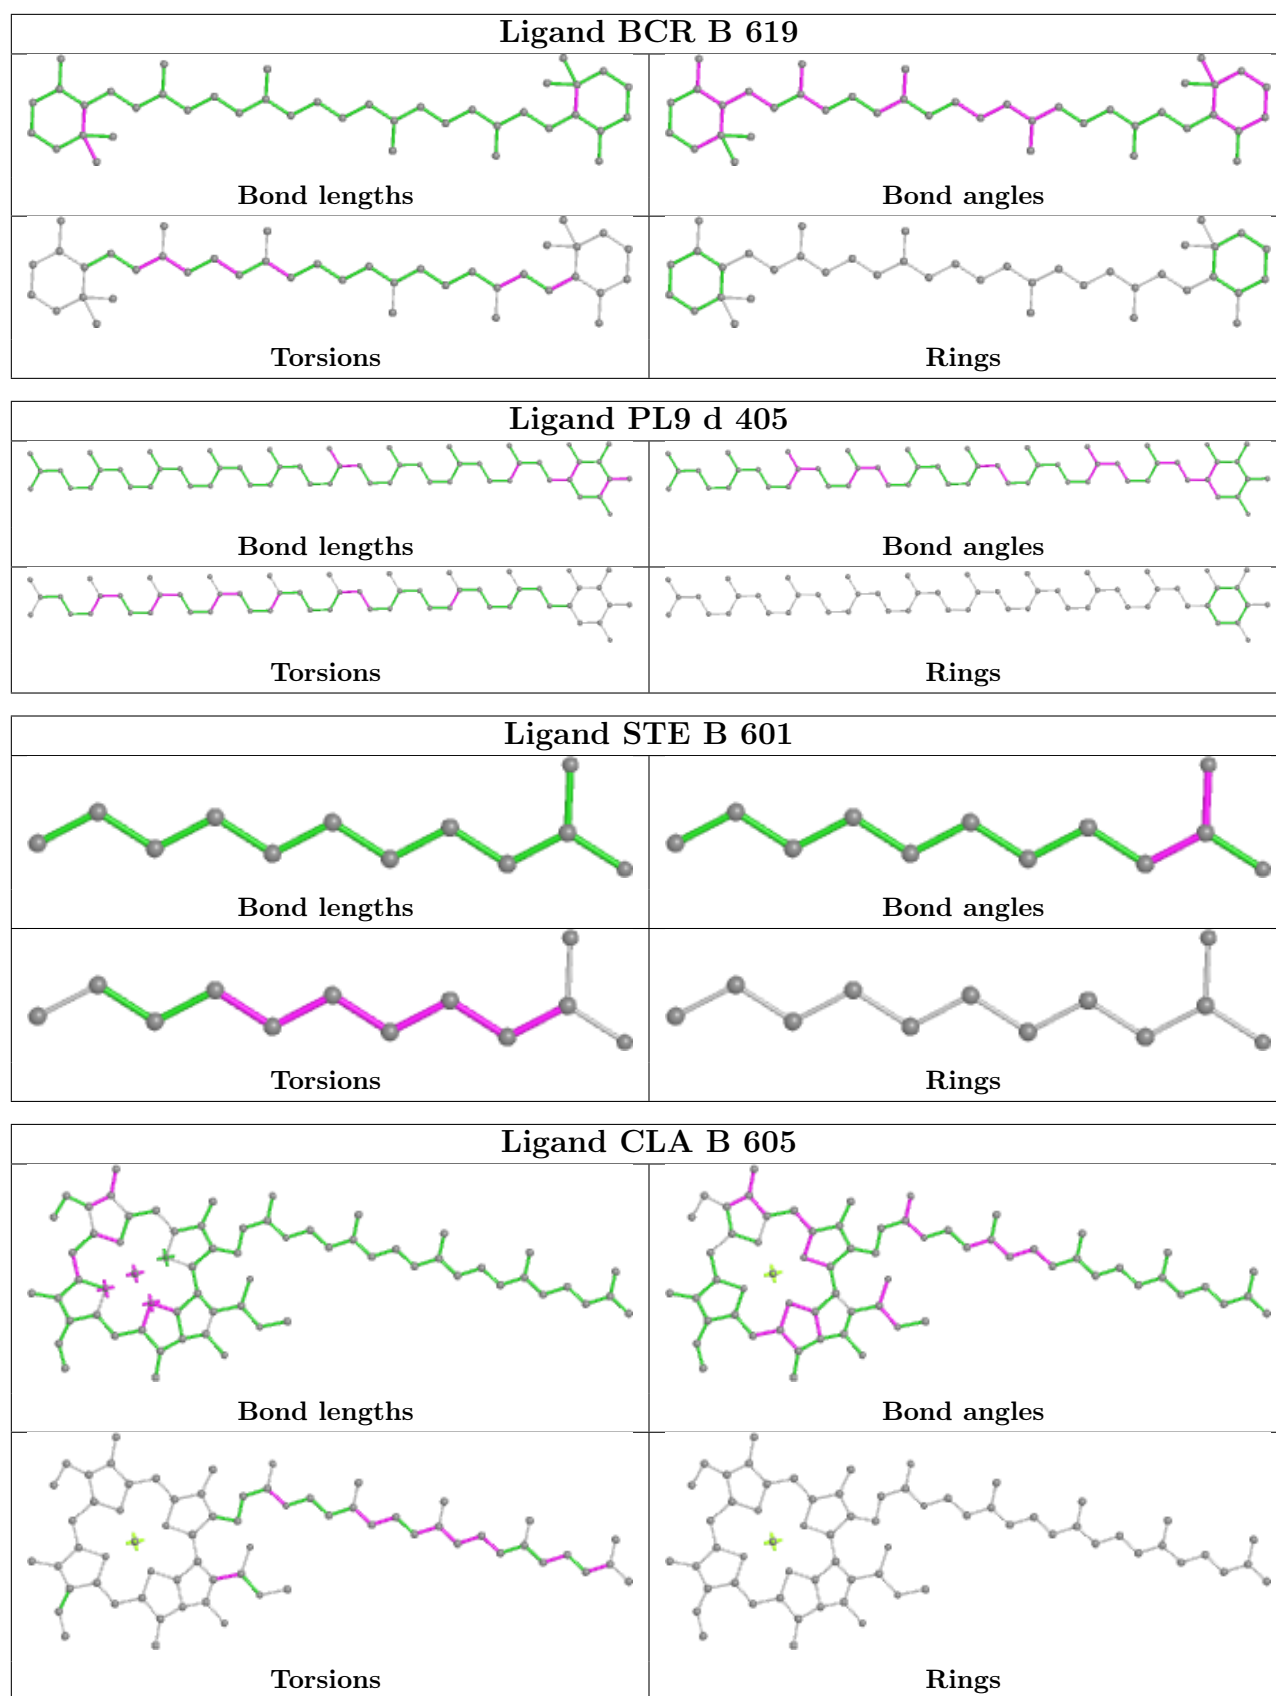 Ligand BCR B 619
Bond lengths
Bond angles
Torsions
Rings
Ligand PL9 d 405
Bond lengths
Bond angles
Torsions
Rings
Ligand STE B 601
Bond lengths
Bond angles
Torsions
Rings
Ligand CLA B 605
Bond lengths
Bond angles
Torsions
Rings